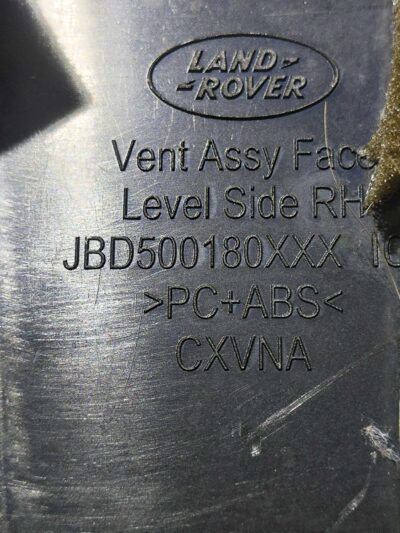 LAND
ROVER
Vent Assy Face
Level Side RH
JBD500180XXX
>PC+ABS<
CXVNA